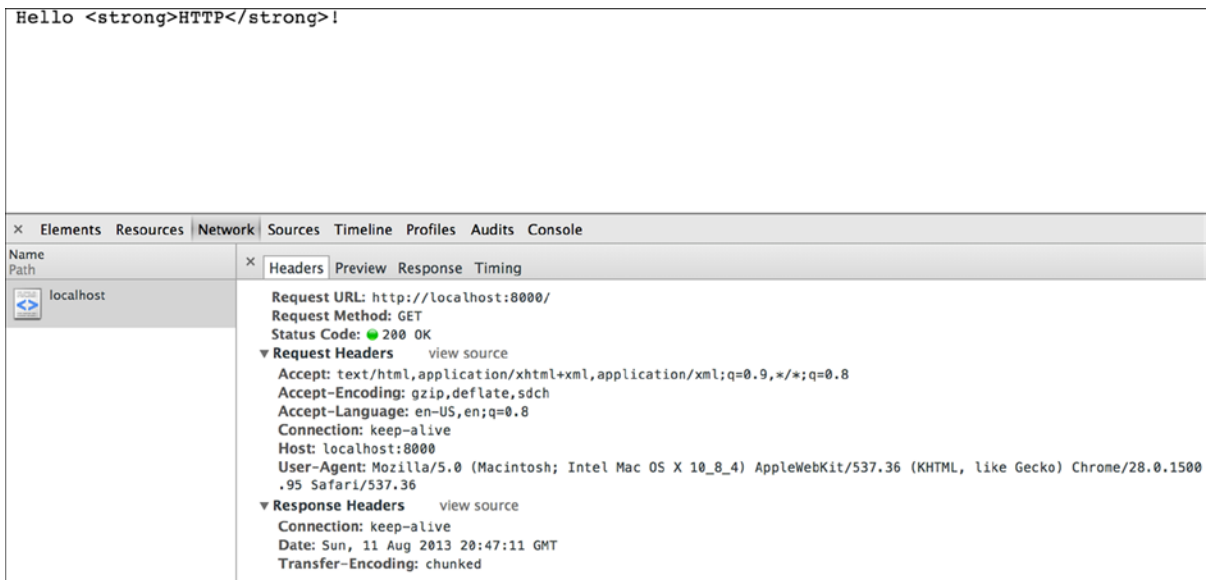 Hello <strong>HTTP</strong>!
× Elements Resources Network Sources Timeline Profiles Audits Console
Name
Path
× Headers Preview Response Timing
localhost
Request URL: http://localhost:8000/
Request Method: GET
Status Code: 200 OK
▼ Request Headers view source
Accept: text/html,application/xhtml+xml,application/xml;q=0.9,*/*;q=0.8
Accept-Encoding: gzip,deflate,sdch
Accept-Language: en-US,en;q=0.8
Connection: keep-alive
Host: localhost:8000
User-Agent: Mozilla/5.0 (Macintosh; Intel Mac OS X 10_8_4) AppleWebKit/537.36 (KHTML, like Gecko) Chrome/28.0.1500
.95 Safari/537.36
▼ Response Headers view source
Connection: keep-alive
Date: Sun, 11 Aug 2013 20:47:11 GMT
Transfer-Encoding: chunked